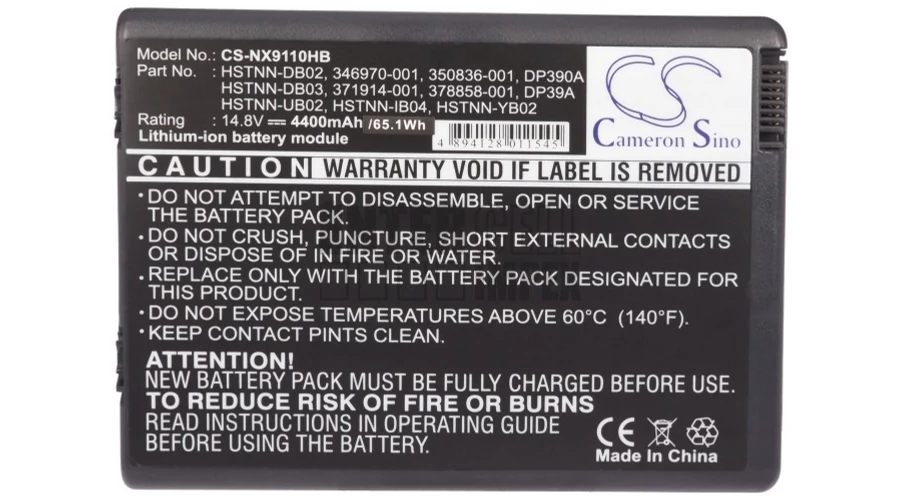 Model No.: CS-NX9110HB
Part No. : HSTNN-DB02, 346970-001, 350836-001, DP390A
HSTNN-DB03, 371914-001, 378858-001, DP39A
HSTNN-UB02, HSTNN-IB04, HSTNN-YB02
Rating : 14.8V 4400mAh /65.1Wh
Lithium-ion battery module
4 894128 011545
CS
Cameron Sino
CAUTION WARRANTY VOID IF LABEL IS REMOVED
• DO NOT ATTEMPT TO DISASSEMBLE, OPEN OR SERVICE
THE BATTERY PACK.
• DO NOT CRUSH, PUNCTURE, SHORT EXTERNAL CONTACTS
OR DISPOSE OF IN FIRE OR WATER.
• REPLACE ONLY WITH THE BATTERY PACK DESIGNATED FOR
THIS PRODUCT.
• DO NOT EXPOSE TEMPERATURES ABOVE 60°C (140°F).
• KEEP CONTACT PINTS CLEAN.
ATTENTION!
NEW BATTERY PACK MUST BE FULLY CHARGED BEFORE USE.
TO REDUCE RISK OF FIRE OR BURNS
READ INSTRUCTIONS IN OPERATING GUIDE
BEFORE USING THE BATTERY.
CE
Made In China